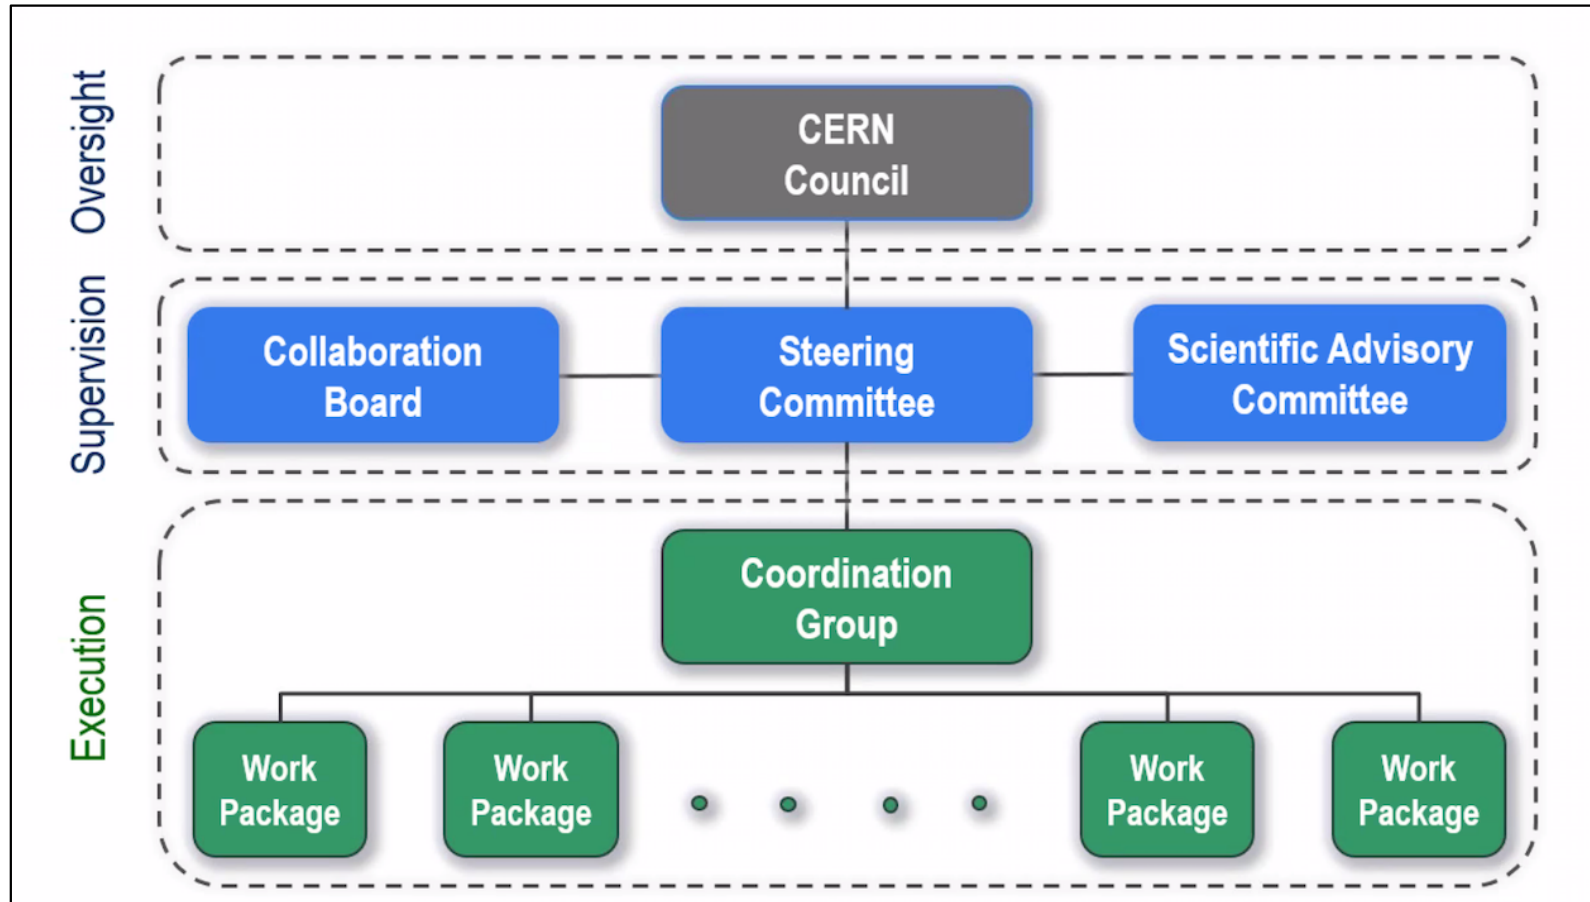 Oversight
CERN
Council
Supervision
Collaboration
Board
Steering
Committee
Scientific Advisory
Committee
Execution
Coordination
Group
Work
Package
Work
Package
Work
Package
Work
Package